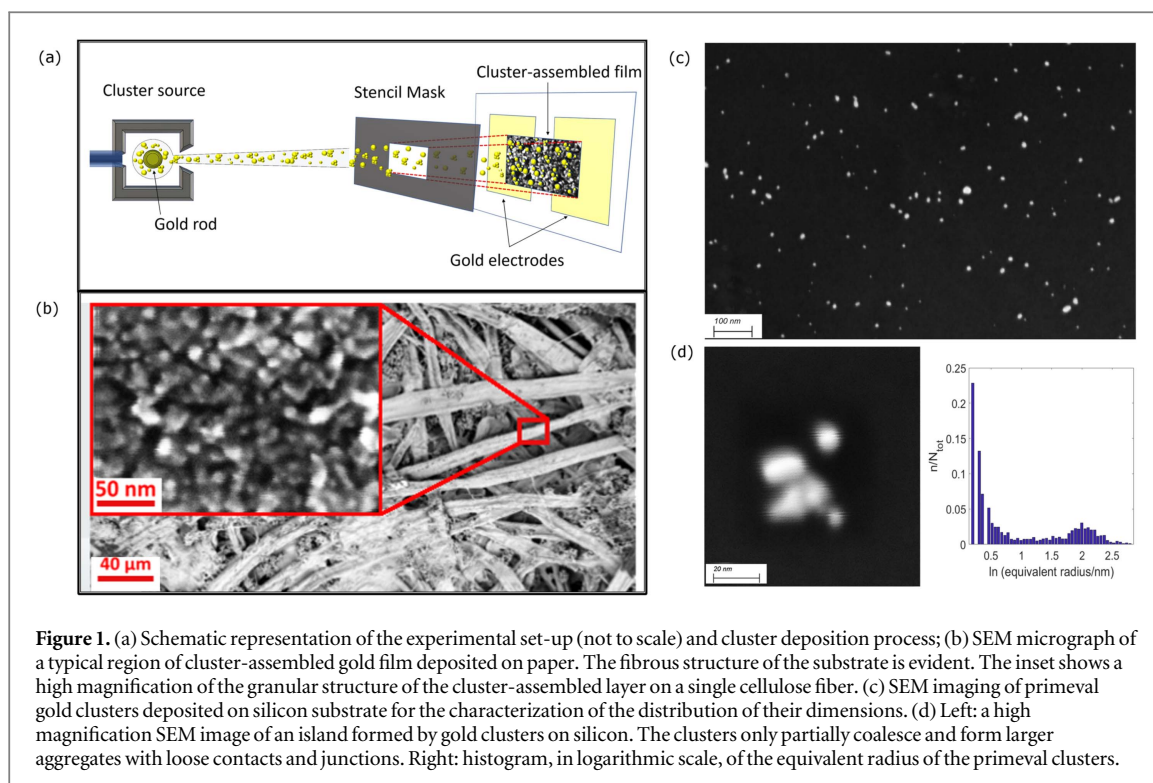 (a)
Cluster source
Gold rod
Stencil Mask
Cluster-assembled film
Gold electrodes
(b)
50 nm
40 µm
(c)
100 nm
(d)
20 nm
0.25
0.2
0.15
0.1
0.05
0
n/N_tot
0.5 1 1.5 2 2.5
ln (equivalent radius/nm)
Figure 1. (a) Schematic representation of the experimental set-up (not to scale) and cluster deposition process; (b) SEM micrograph of
a typical region of cluster-assembled gold film deposited on paper. The fibrous structure of the substrate is evident. The inset shows a
high magnification of the granular structure of the cluster-assembled layer on a single cellulose fiber. (c) SEM imaging of primeval
gold clusters deposited on silicon substrate for the characterization of the distribution of their dimensions. (d) Left: a high
magnification SEM image of an island formed by gold clusters on silicon. The clusters only partially coalesce and form larger
aggregates with loose contacts and junctions. Right: histogram, in logarithmic scale, of the equivalent radius of the primeval clusters.